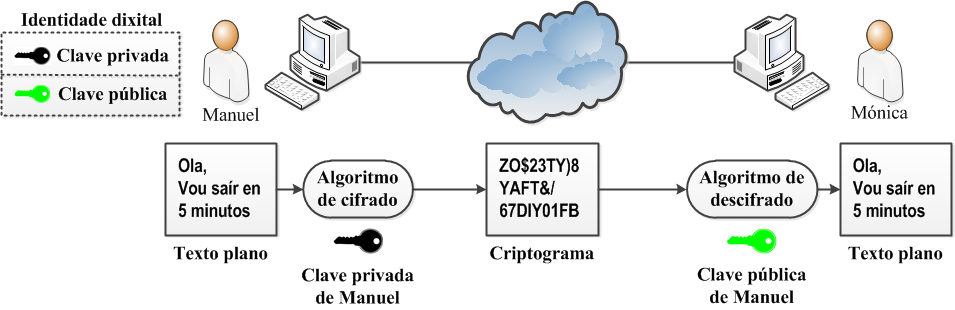 Identidade dixital
Clave privada
Clave pública
Manuel
Mónica
Ola,
Vou saír en
5 minutos
Texto plano
Algoritmo
de cifrado
Clave privada
de Manuel
ZO$23TY)8
YAFT&/
67DIY01FB
Criptograma
Algoritmo de
descifrado
Clave pública
de Manuel
Ola,
Vou saír en
5 minutos
Texto plano